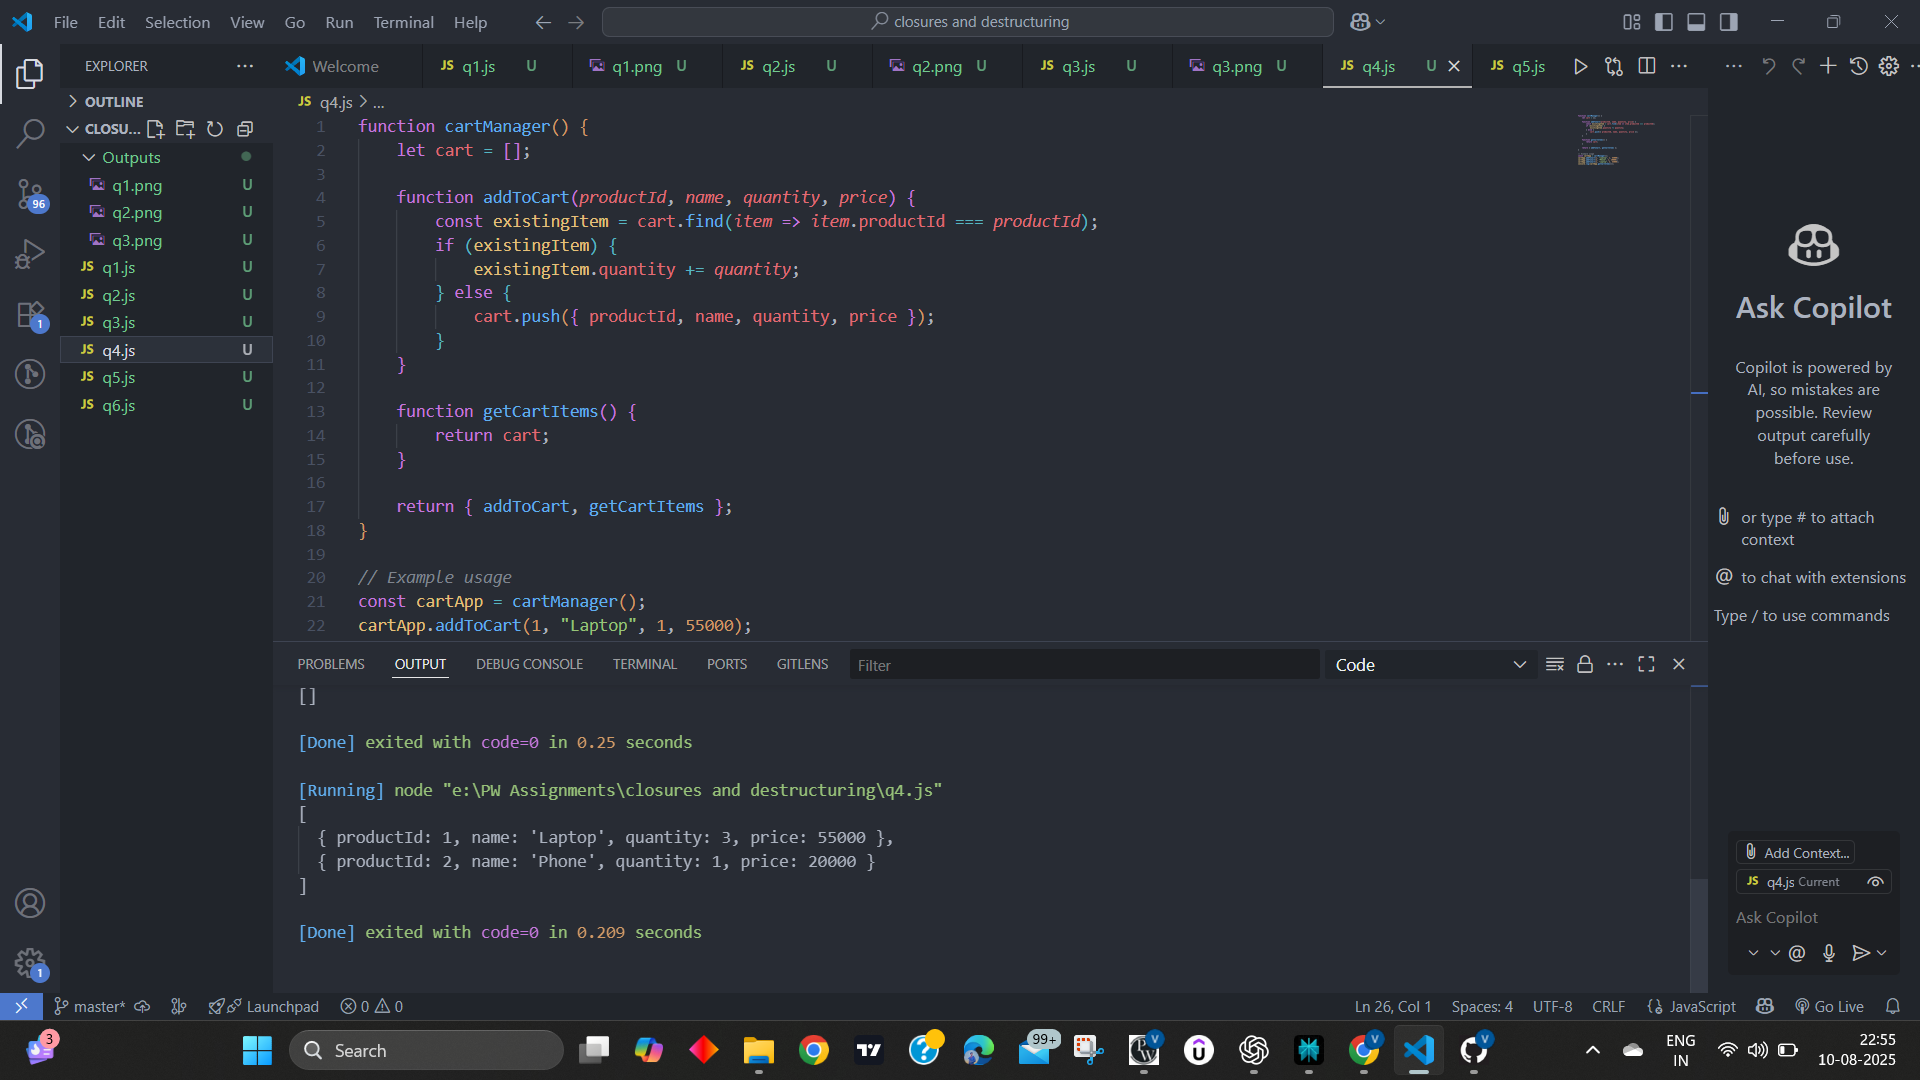 File Edit Selection View Go Run Terminal Help
closures and destructuring
EXPLORER
Welcome
JS q1.js U
q1.png U
JS q2.js U
q2.png U
JS q3.js U
q3.png U
JS q4.js U
JS q5.js
OUTLINE
CLOSU...
Outputs
q1.png U
q2.png U
q3.png U
JS q1.js U
JS q2.js U
JS q3.js U
JS q4.js U
JS q5.js U
JS q6.js U
96
1
1
JS q4.js > ...
1 function cartManager() {
2 let cart = [];
3
4 function addToCart(productId, name, quantity, price) {
5 const existingItem = cart.find(item => item.productId === productId);
6 if (existingItem) {
7 existingItem.quantity += quantity;
8 } else {
9 cart.push({ productId, name, quantity, price });
10 }
11 }
12
13 function getCartItems() {
14 return cart;
15 }
16
17 return { addToCart, getCartItems };
18 }
19
20 // Example usage
21 const cartApp = cartManager();
22 cartApp.addToCart(1, "Laptop", 1, 55000);
PROBLEMS OUTPUT DEBUG CONSOLE TERMINAL PORTS GITLENS Filter Code
[]
[Done] exited with code=0 in 0.25 seconds
[Running] node "e:\PW Assignments\closures and destructuring\q4.js"
[
{ productId: 1, name: 'Laptop', quantity: 3, price: 55000 },
{ productId: 2, name: 'Phone', quantity: 1, price: 20000 }
]
[Done] exited with code=0 in 0.209 seconds
Ask Copilot
Copilot is powered by
AI, so mistakes are
possible. Review
output carefully
before use.
or type # to attach
context
@ to chat with extensions
Type / to use commands
Add Context...
JS q4.js Current
Ask Copilot
@
master* Launchpad 0 0
Ln 26, Col 1 Spaces: 4 UTF-8 CRLF {} JavaScript Go Live
3
Search
99+
PW
V
V
V
ENG
IN
22:55
10-08-2025